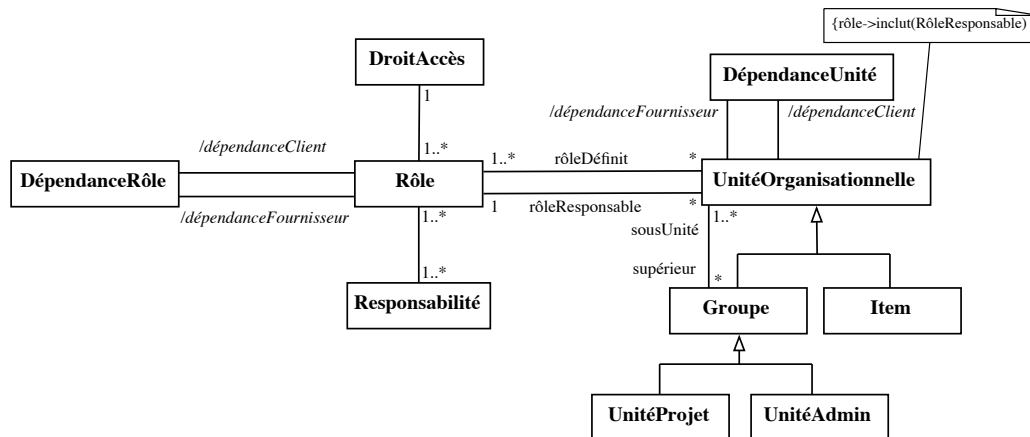 {rôle->inclut(RôleResponsable)
DroitAccès
DépendanceUnité
1
/dépendanceFournisseur
/dépendanceClient
/dépendanceClient
1..*
1..*
rôleDéfinit
*
DépendanceRôle
Rôle
UnitéOrganisationnelle
/dépendanceFournisseur
1..*
1
rôleResponsable
*
1..*
sousUnité
supérieur
1..*
*
Responsabilité
Groupe
Item
UnitéProjet
UnitéAdmin